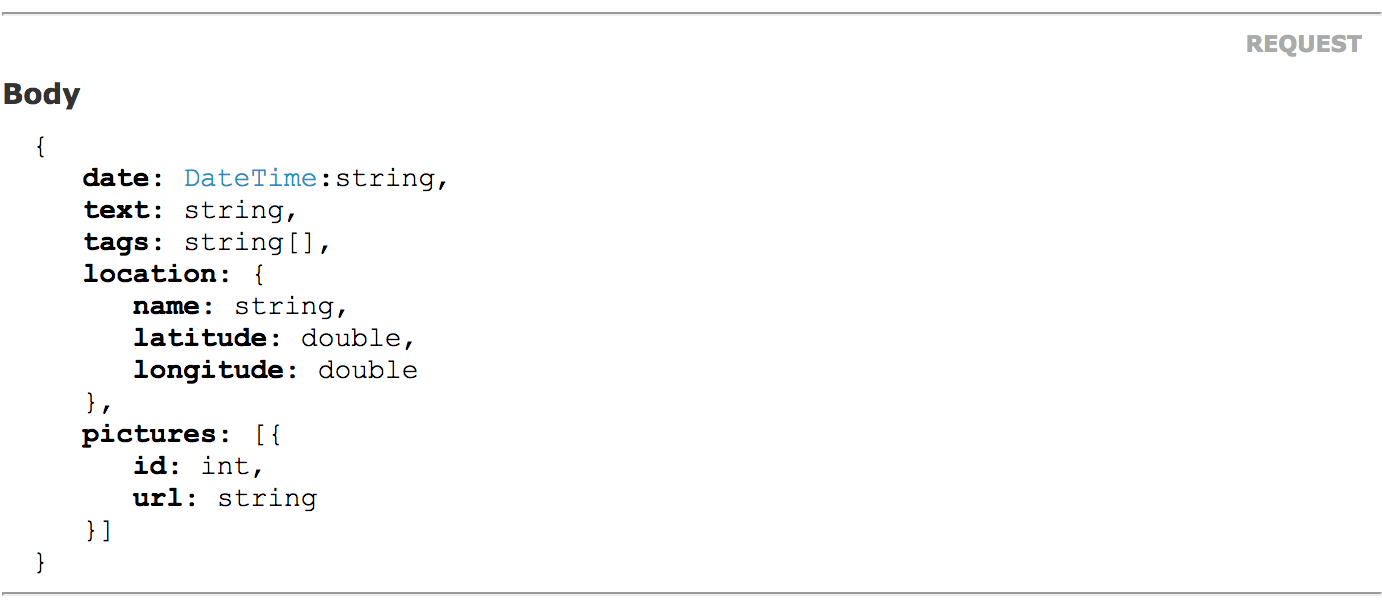 REQUEST
Body
{
date: DateTime:string,
text: string,
tags: string[],
location: {
name: string,
latitude: double,
longitude: double
},
pictures: [{
id: int,
url: string
}]
}